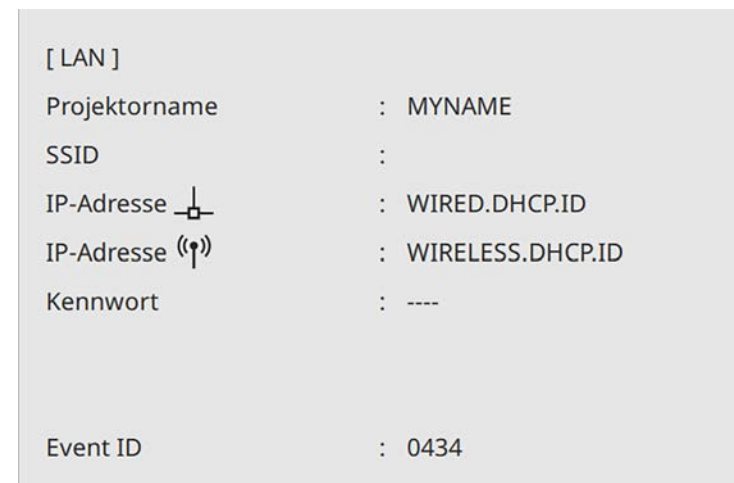 [ LAN ]
Projektorname : MYNAME
SSID :
IP-Adresse : WIRED.DHCP.ID
IP-Adresse : WIRELESS.DHCP.ID
Kennwort : ----
Event ID : 0434